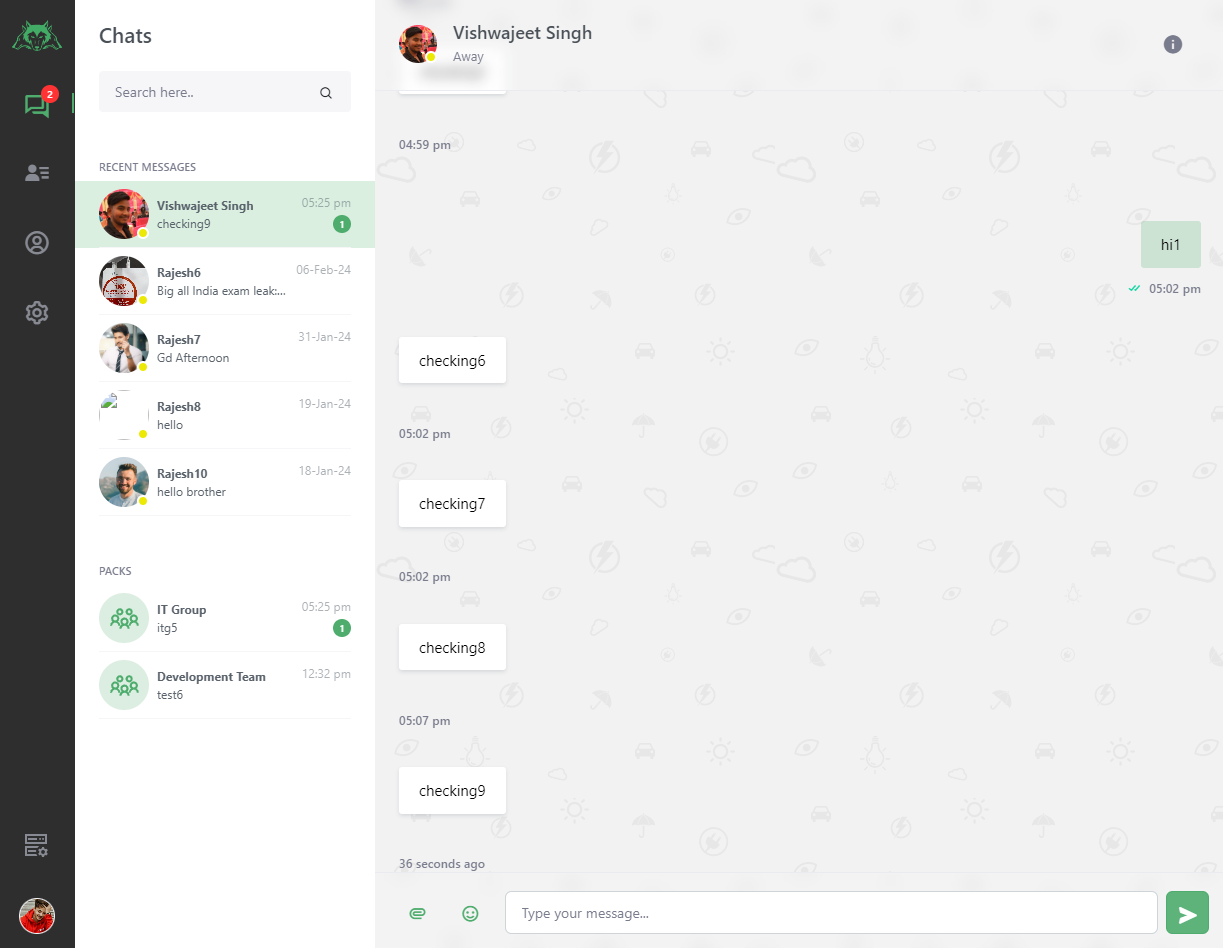 2
Chats
Search here..
RECENT MESSAGES
Vishwajeet Singh
05:25 pm
checking9
1
Rajesh6
06-Feb-24
Big all India exam leak:...
Rajesh7
31-Jan-24
Gd Afternoon
Rajesh8
19-Jan-24
hello
Rajesh10
18-Jan-24
hello brother
PACKS
IT Group
05:25 pm
itg5
1
Development Team
12:32 pm
test6
Vishwajeet Singh
Away
04:59 pm
hi1
05:02 pm
checking6
05:02 pm
checking7
05:02 pm
checking8
05:07 pm
checking9
36 seconds ago
Type your message...